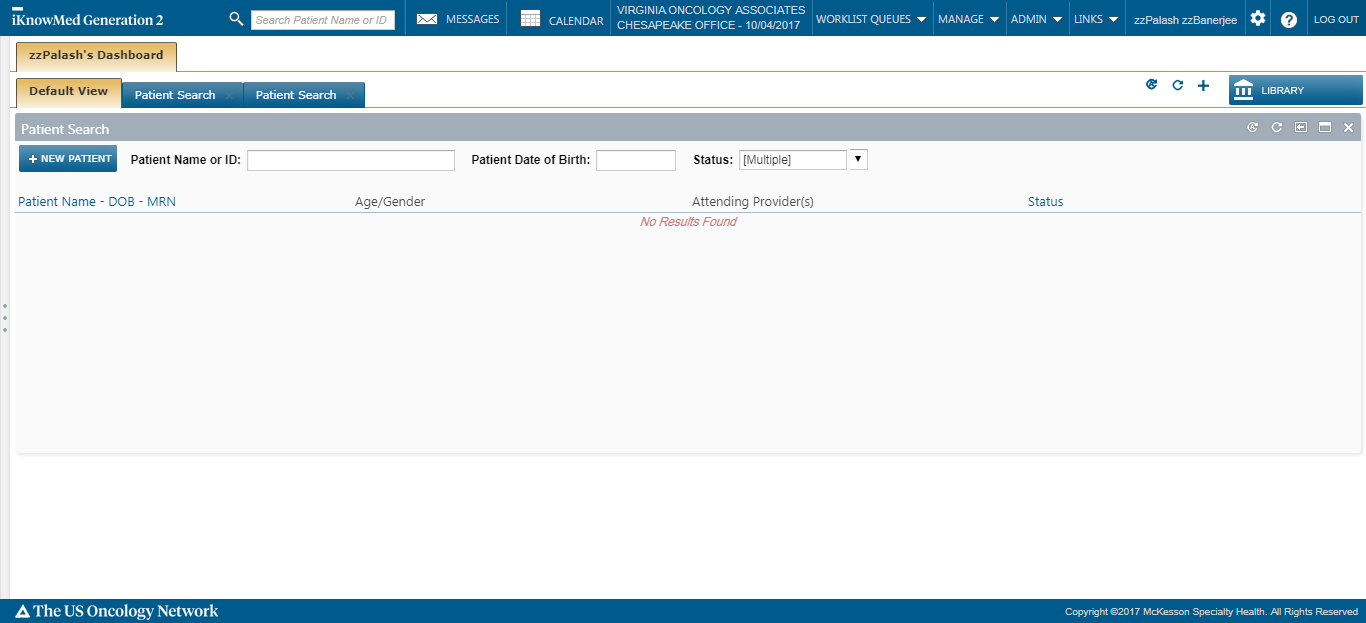 iKnowMed Generation 2
Search Patient Name or ID
MESSAGES
CALENDAR
VIRGINIA ONCOLOGY ASSOCIATES
CHESAPEAKE OFFICE - 10/04/2017
WORKLIST QUEUES
MANAGE
ADMIN
LINKS
zzPalash zzBanerjee
?
LOG OUT
zzPalash's Dashboard
Default View
Patient Search
Patient Search
LIBRARY
Patient Search
+ NEW PATIENT
Patient Name or ID:
Patient Date of Birth:
Status:
[Multiple]
Patient Name - DOB - MRN
Age/Gender
Attending Provider(s)
Status
No Results Found
The US Oncology Network
Copyright ©2017 McKesson Specialty Health. All Rights Reserved